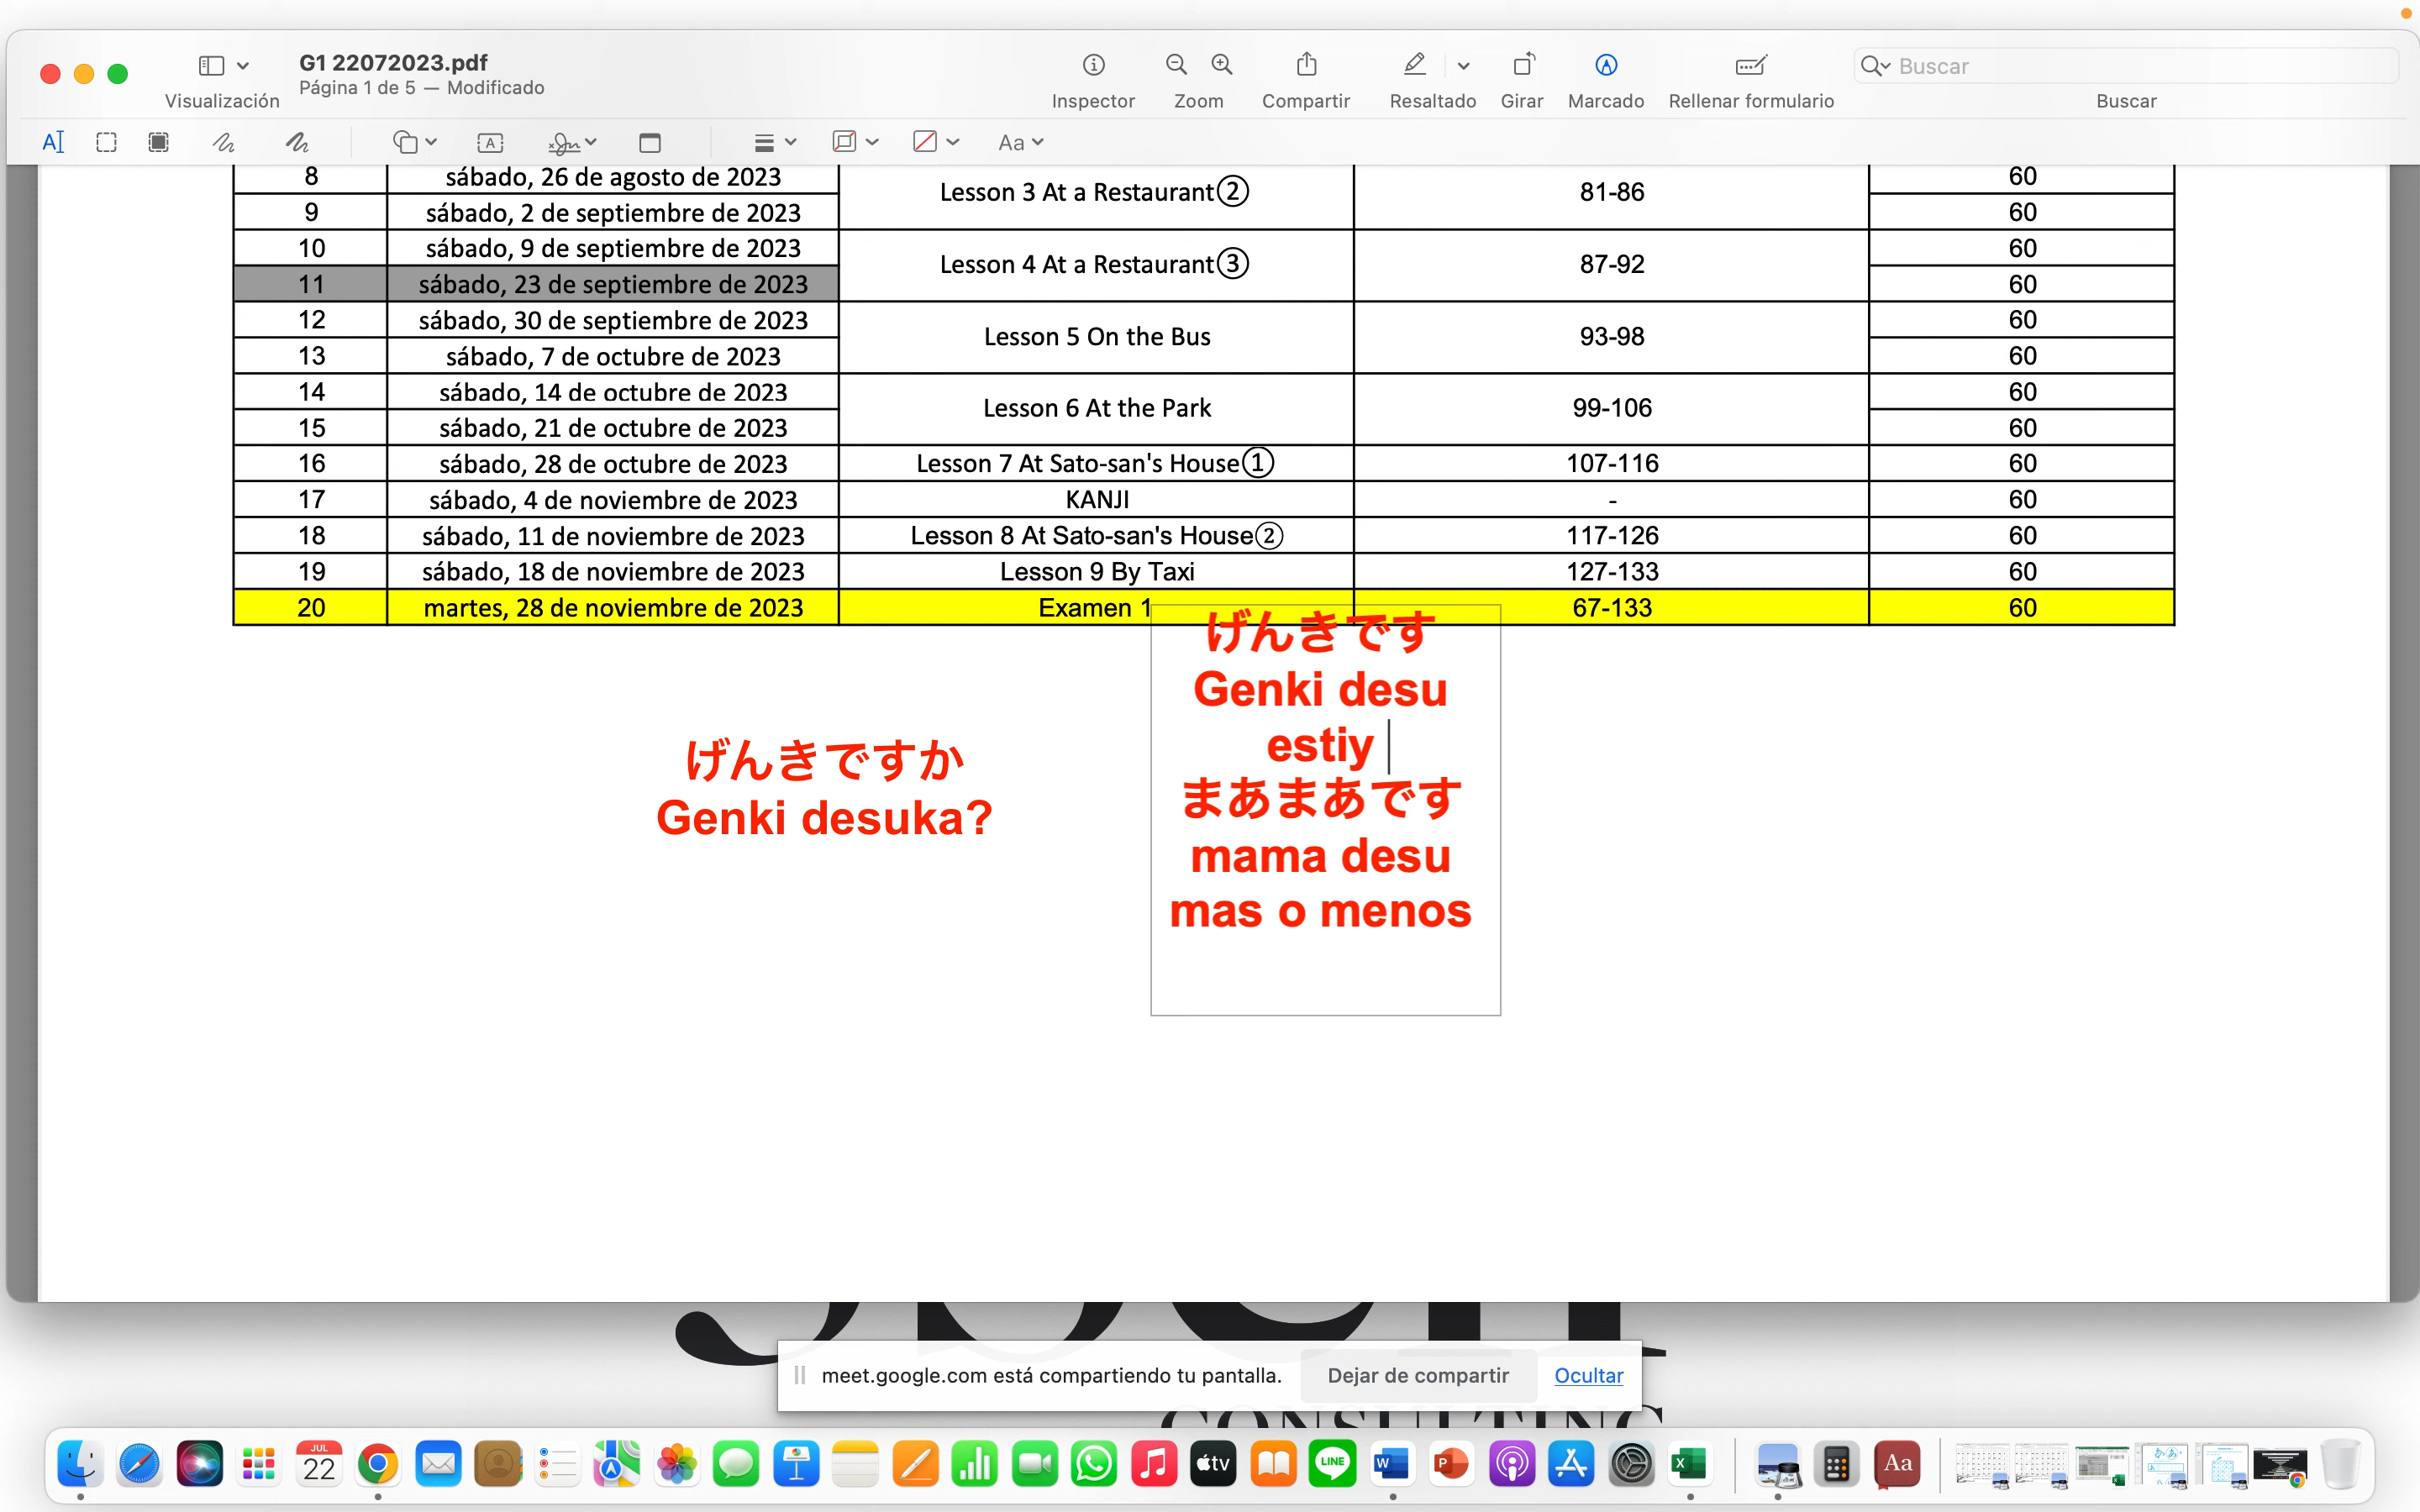 G1 22072023.pdf
Página 1 de 5 — Modificado
Visualización
Inspector
Zoom
Compartir
Resaltado
Girar
Marcado
Rellenar formulario
Buscar
Buscar
A
A
Aa
8 sábado, 26 de agosto de 2023 Lesson 3 At a Restaurant② 81-86 60
9 sábado, 2 de septiembre de 2023 60
10 sábado, 9 de septiembre de 2023 Lesson 4 At a Restaurant③ 87-92 60
11 sábado, 23 de septiembre de 2023 60
12 sábado, 30 de septiembre de 2023 Lesson 5 On the Bus 93-98 60
13 sábado, 7 de octubre de 2023 60
14 sábado, 14 de octubre de 2023 Lesson 6 At the Park 99-106 60
15 sábado, 21 de octubre de 2023 60
16 sábado, 28 de octubre de 2023 Lesson 7 At Sato-san's House① 107-116 60
17 sábado, 4 de noviembre de 2023 KANJI - 60
18 sábado, 11 de noviembre de 2023 Lesson 8 At Sato-san's House② 117-126 60
19 sábado, 18 de noviembre de 2023 Lesson 9 By Taxi 127-133 60
20 martes, 28 de noviembre de 2023 Examen 1 67-133 60
げんきですか
Genki desuka?
げんきです
Genki desu
estiy
まあまあです
mama desu
mas o menos
meet.google.com está compartiendo tu pantalla.
Dejar de compartir
Ocultar
CONSULTING
JUL
22
tv
LINE
W
P
X
Aa